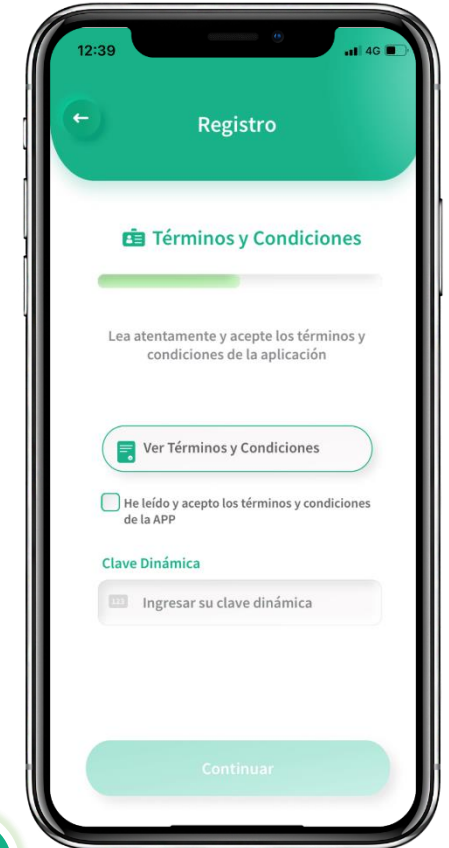 12:39
4G
Registro
Términos y Condiciones
Lea atentamente y acepte los términos y
condiciones de la aplicación
Ver Términos y Condiciones
He leído y acepto los términos y condiciones
de la APP
Clave Dinámica
123
Ingresar su clave dinámica
Continuar